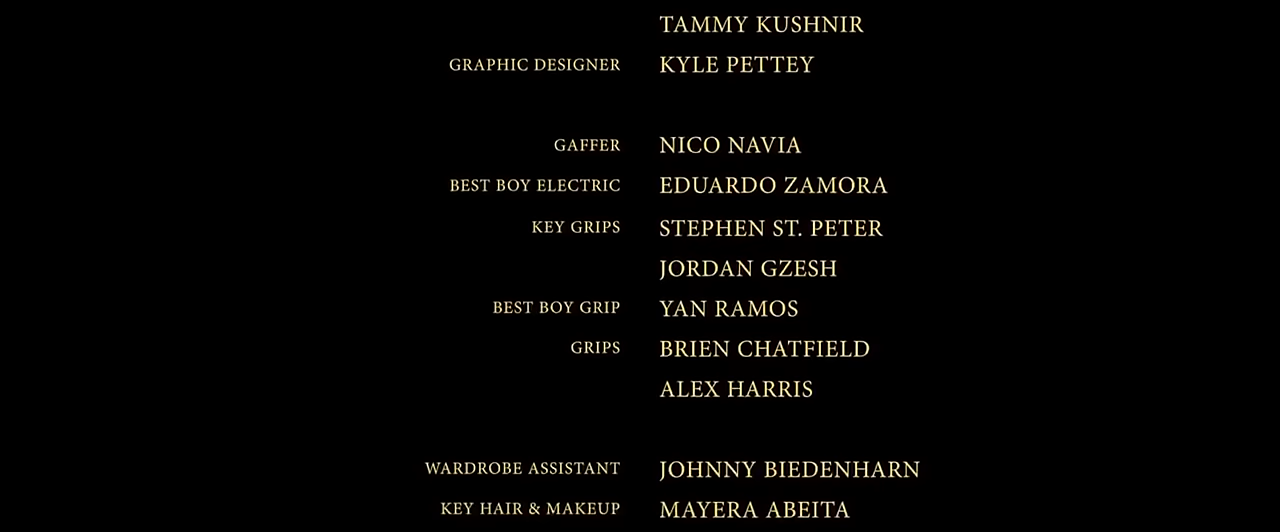 TAMMY KUSHNIR
GRAPHIC DESIGNER KYLE PETTEY
GAFFER NICO NAVIA
BEST BOY ELECTRIC EDUARDO ZAMORA
KEY GRIPS STEPHEN ST. PETER
JORDAN GZESH
BEST BOY GRIP YAN RAMOS
GRIPS BRIEN CHATFIELD
ALEX HARRIS
WARDROBE ASSISTANT JOHNNY BIEDENHARN
KEY HAIR & MAKEUP MAYERA ABEITA